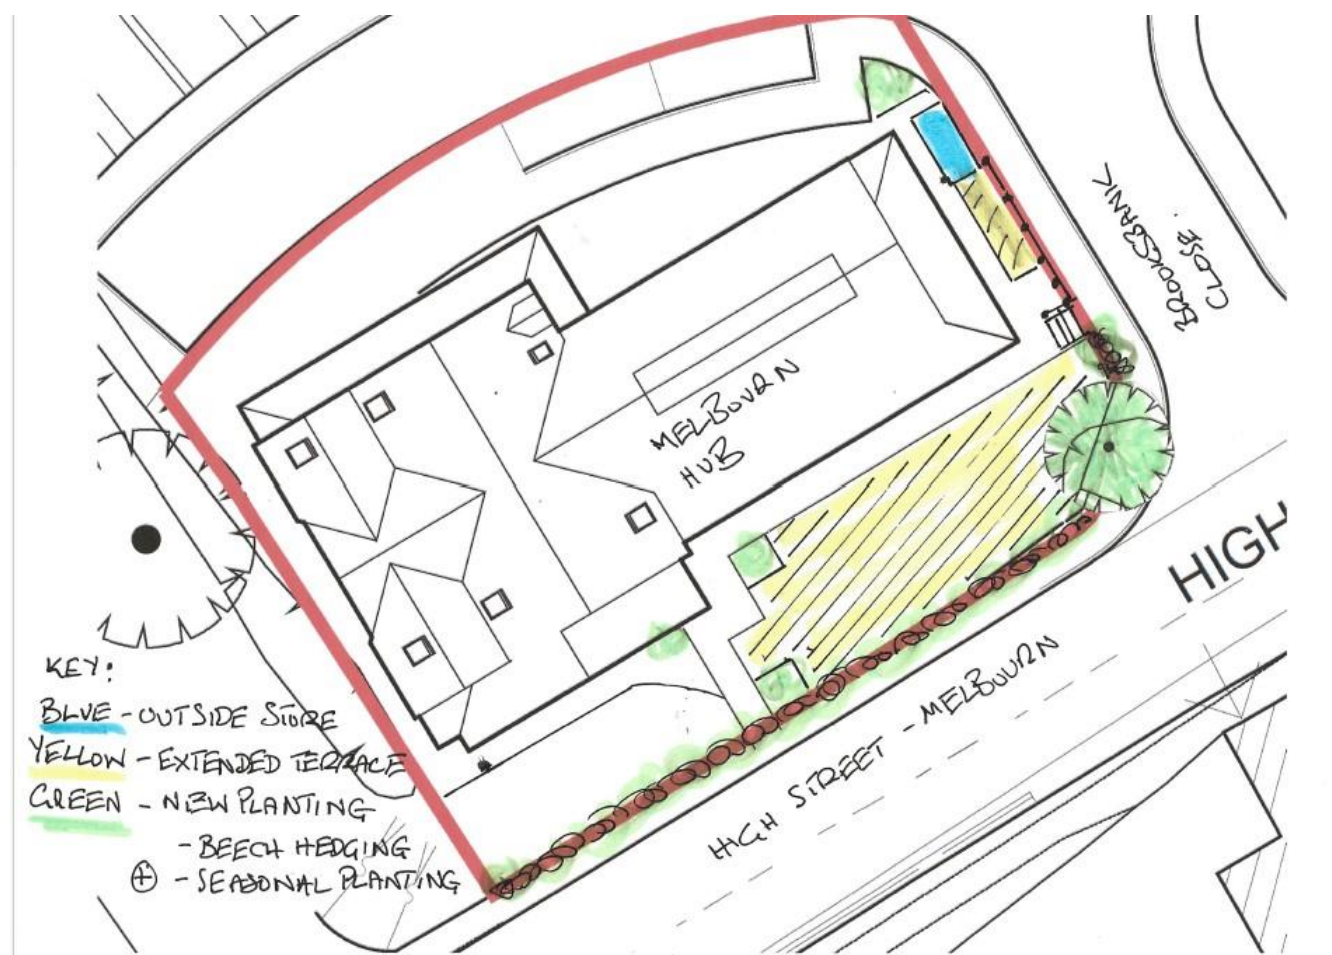 BROOKSBANK
CLOSE.
MELBOURN
HUB
HIGH
HIGH STREET - MELBOURN
KEY:
BLUE - OUTSIDE STORE
YELLOW - EXTENDED TERRACE
GREEN - NEW PLANTING
- BEECH HEDGING
- SEASONAL PLANTING